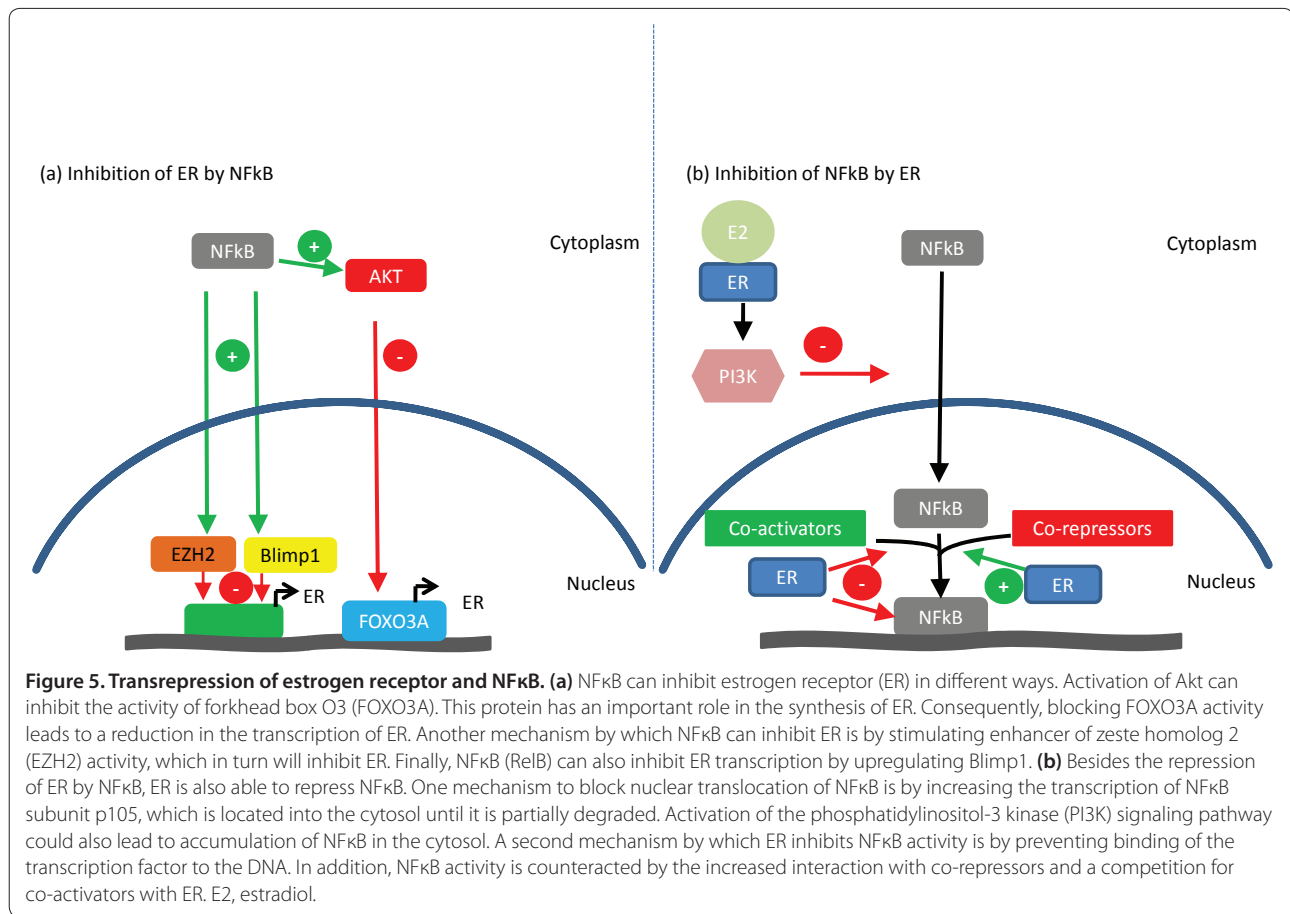 (a) Inhibition of ER by NFkB
NFkB
+
AKT
Cytoplasm
+
-
EZH2
Blimp1
-
ER
Nucleus
FOXO3A
ER
(b) Inhibition of NFkB by ER
E2
ER
PI3K
-
NFkB
Cytoplasm
NFkB
Co-activators
Co-repressors
ER
-
NFkB
+
ER
Nucleus
Figure 5. Transrepression of estrogen receptor and NFκB. (a) NFκB can inhibit estrogen receptor (ER) in different ways. Activation of Akt can
inhibit the activity of forkhead box O3 (FOXO3A). This protein has an important role in the synthesis of ER. Consequently, blocking FOXO3A activity
leads to a reduction in the transcription of ER. Another mechanism by which NFκB can inhibit ER is by stimulating enhancer of zeste homolog 2
(EZH2) activity, which in turn will inhibit ER. Finally, NFκB (RelB) can also inhibit ER transcription by upregulating Blimp1. (b) Besides the repression
of ER by NFκB, ER is also able to repress NFκB. One mechanism to block nuclear translocation of NFκB is by increasing the transcription of NFκB
subunit p105, which is located into the cytosol until it is partially degraded. Activation of the phosphatidylinositol-3 kinase (PI3K) signaling pathway
could also lead to accumulation of NFκB in the cytosol. A second mechanism by which ER inhibits NFκB activity is by preventing binding of the
transcription factor to the DNA. In addition, NFκB activity is counteracted by the increased interaction with co-repressors and a competition for
co-activators with ER. E2, estradiol.